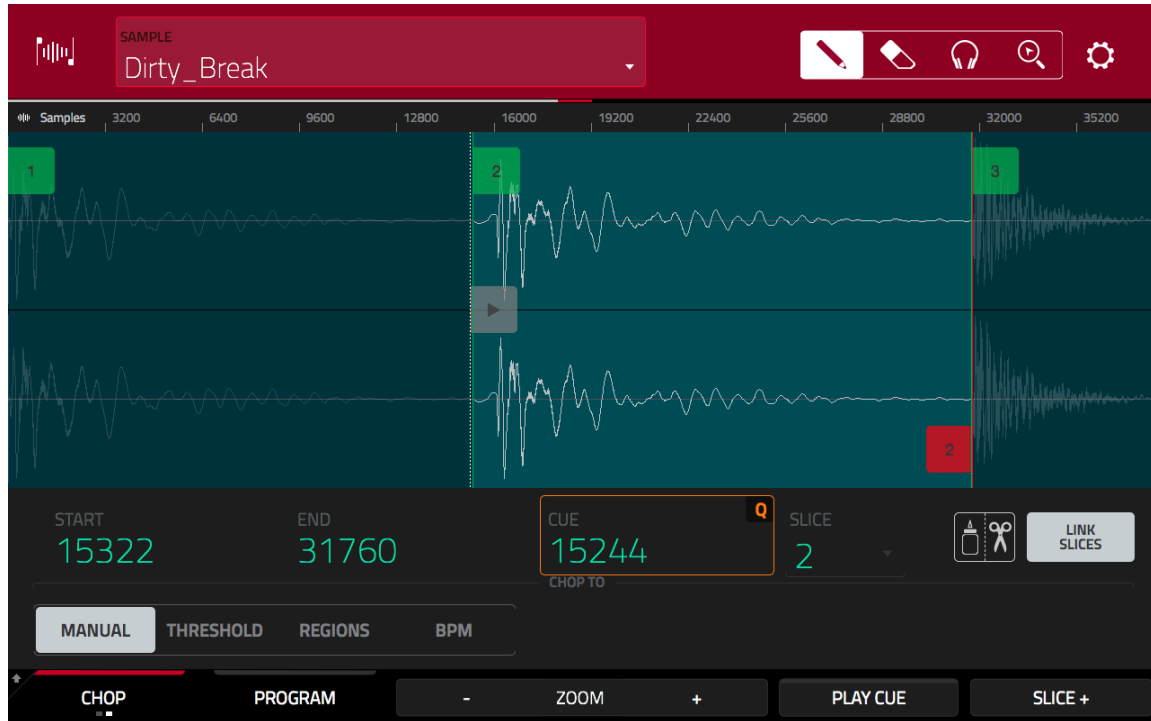 SAMPLE
Dirty_Break
Samples 3200 6400 9600 12800 16000 19200 22400 25600 28800 32000 35200
1 2 3
2
START END CUE Q SLICE
15322 31760 15244 2 LINK SLICES
CHOP TO
MANUAL THRESHOLD REGIONS BPM
CHOP PROGRAM - ZOOM + PLAY CUE SLICE +